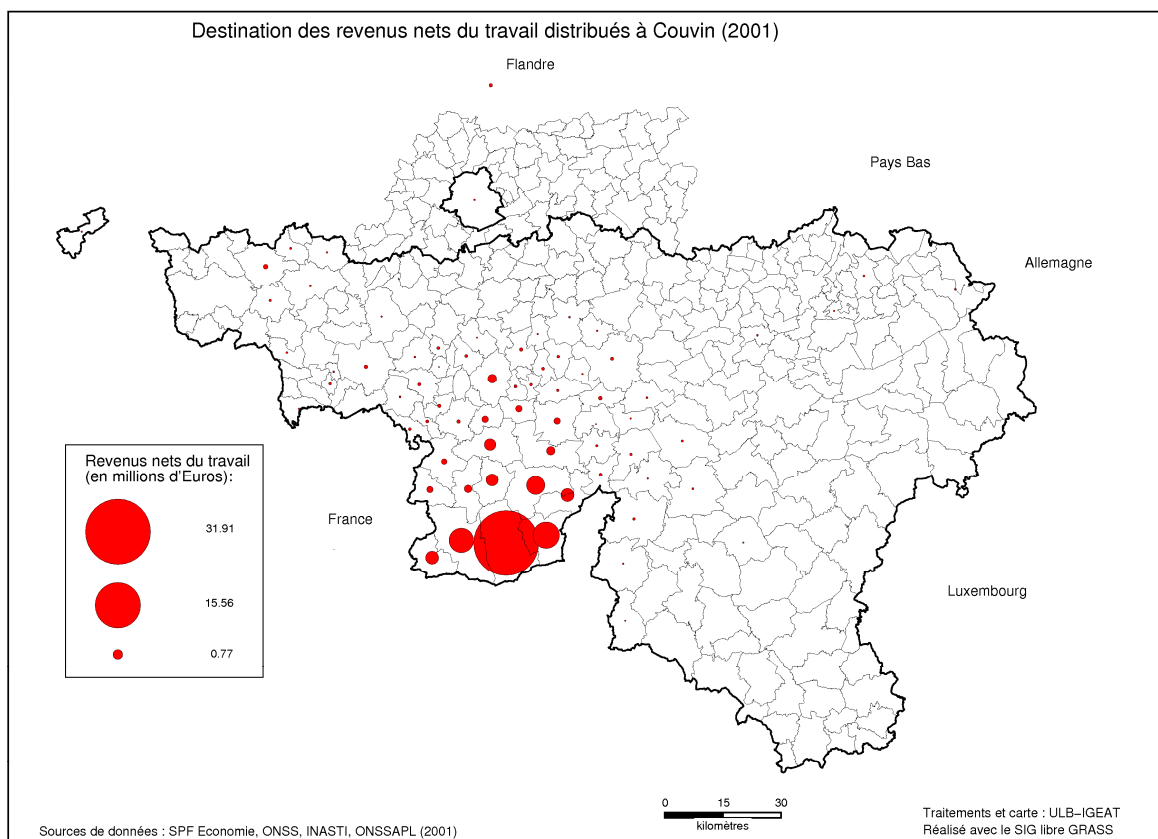 Destination des revenus nets du travail distribués à Couvin (2001)
Flandre
Pays Bas
Allemagne
Revenus nets du travail
(en millions d'Euros):
31.91
15.56
0.77
France
Luxembourg
0 15 30
kilomètres
Sources de données : SPF Economie, ONSS, INASTI, ONSSAPL (2001)
Traitements et carte : ULB-IGEAT
Réalisé avec le SIG libre GRASS